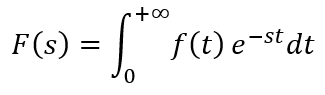 F(s) = ∫₀⁺∞ f(t) e⁻ˢᵗ dt